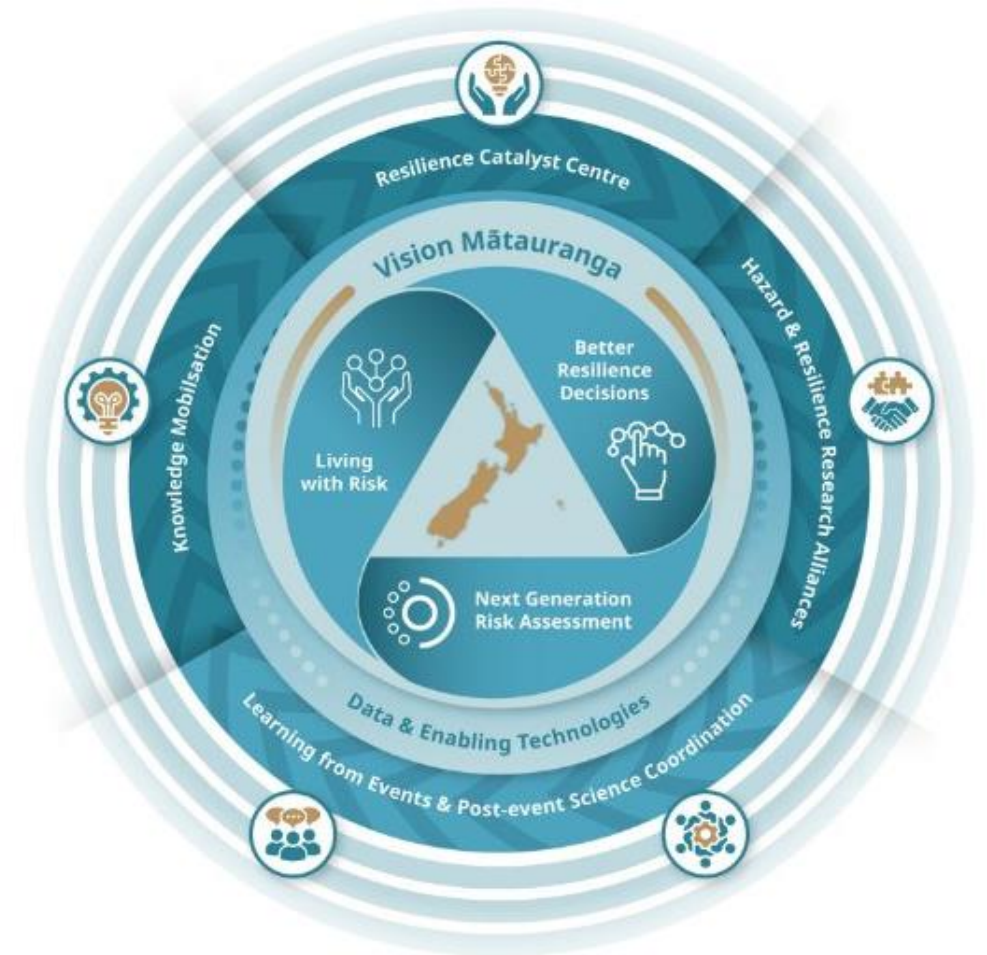 Resilience Catalyst Centre
Vision Mātauranga
Knowledge Mobilsation
Hazard & Resilience Research Alliances
Better
Resilience
Decisions
Living
with Risk
Next Generation
Risk Assessment
Data & Enabling Technologies
Learning from Events & Post-event Science Coordination